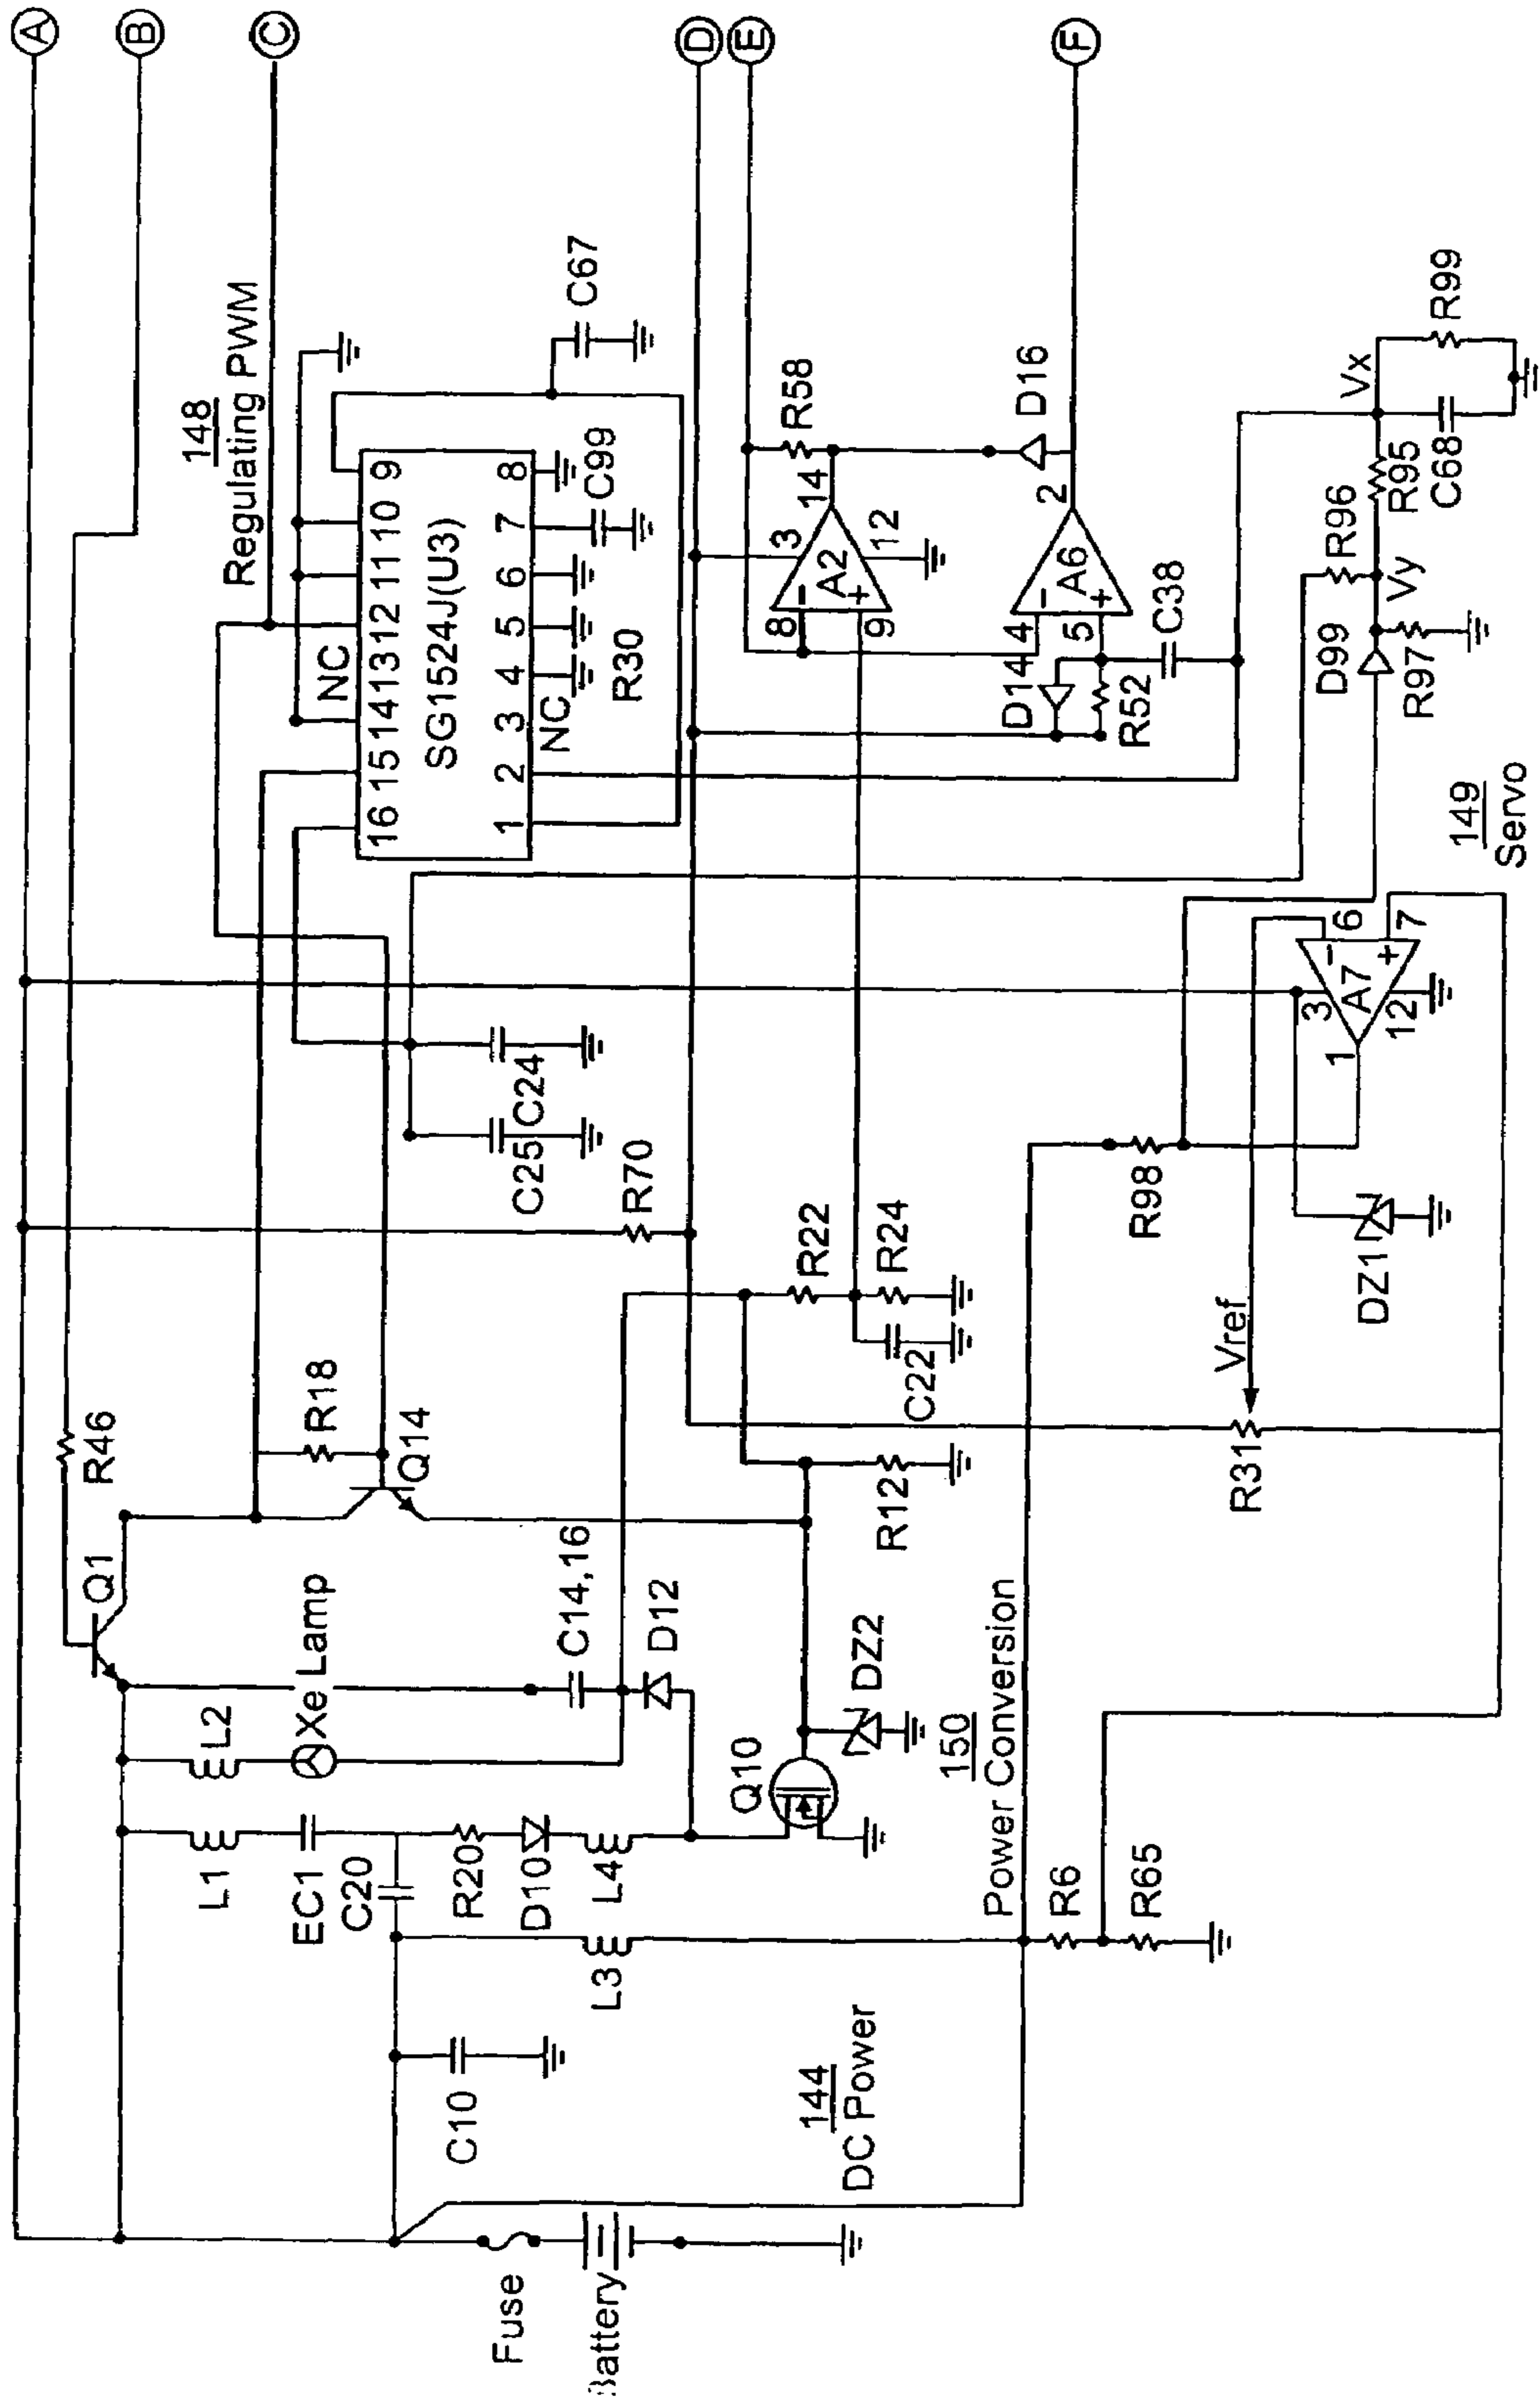 A
B
C
D
E
F
148
Regulating PWM
NC
16 15 14 13 12 11 10 9
SG1524J(U3)
1 2 3 4 5 6 7 8
NC
R30
C99
C67
R46
Q1
R18
Q14
C25
C24
R70
R58
14
3
8
A2
9
12
D16
2
A6
4
5
D14
R52
C38
Vx
R99
C68
R95
R96
Vy
D99
R97
149
Servo
6
7
A7
3
12
1
R98
DZ1
Vref
R31
R22
R24
C22
R12
L2
Xe Lamp
C14,16
D12
DZ2
Q10
150
Power Conversion
L1
EC1
C20
R20
D10
L4
L3
R6
R65
C10
144
DC Power
Fuse
Battery